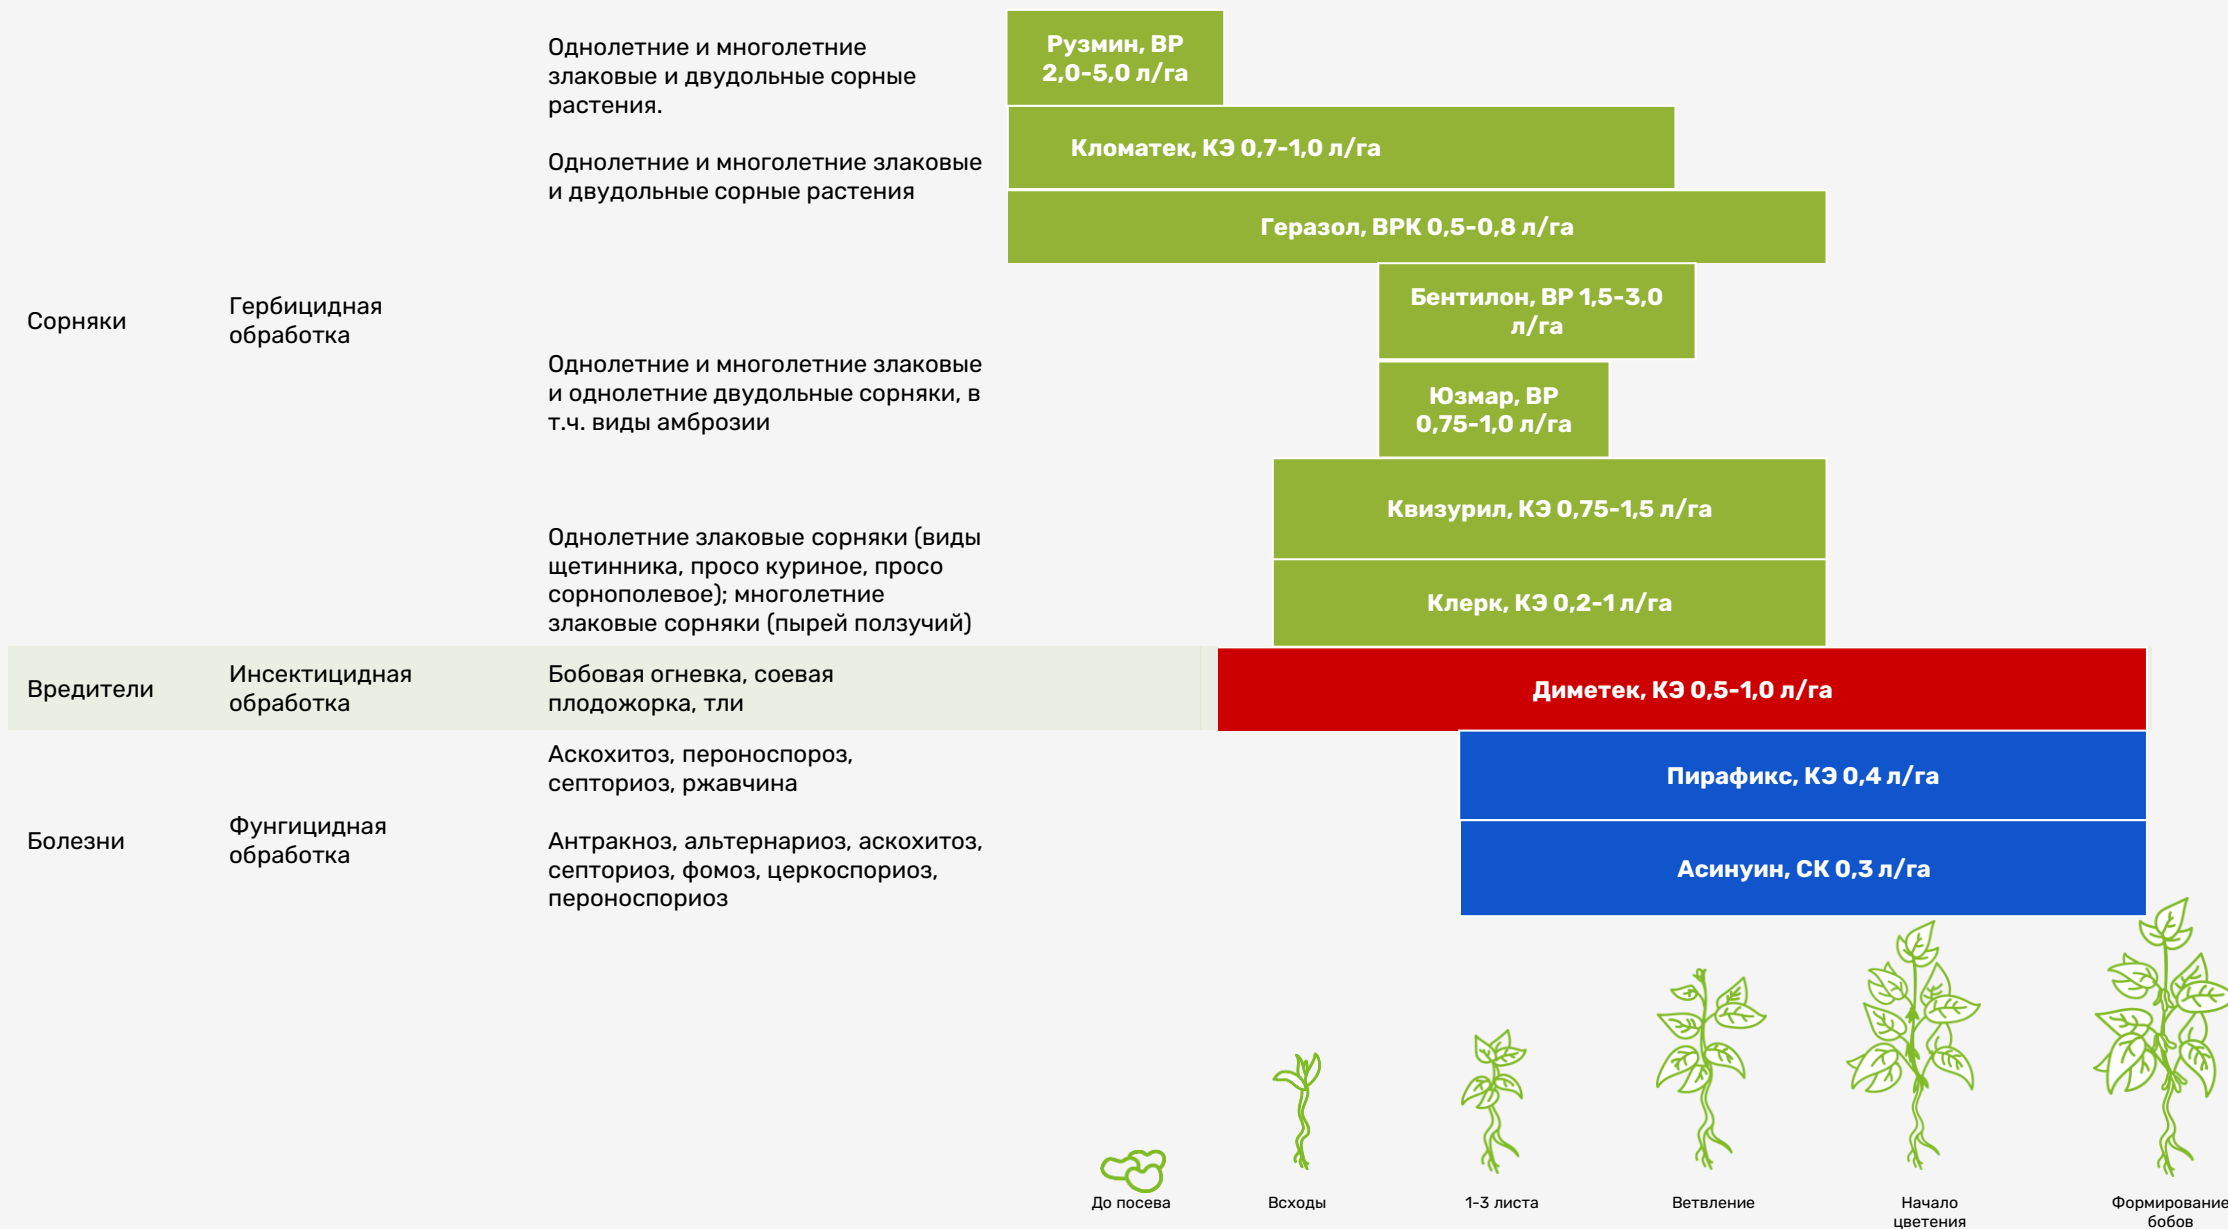 Однолетние и многолетние
злаковые и двудольные сорные
растения.
Рузмин, ВР
2,0-5,0 л/га
Однолетние и многолетние злаковые
и двудольные сорные растения
Кломатек, КЭ 0,7-1,0 л/га
Геразол, ВРК 0,5-0,8 л/га
Сорняки
Гербицидная
обработка
Бентилон, ВР 1,5-3,0
л/га
Однолетние и многолетние злаковые
и однолетние двудольные сорняки, в
т.ч. виды амброзии
Юзмар, ВР
0,75-1,0 л/га
Квизурил, КЭ 0,75-1,5 л/га
Однолетние злаковые сорняки (виды
щетинника, просо куриное, просо
сорнополевое); многолетние
злаковые сорняки (пырей ползучий)
Клерк, КЭ 0,2-1 л/га
Вредители
Инсектицидная
обработка
Бобовая огневка, соевая
плодожорка, тли
Диметек, КЭ 0,5-1,0 л/га
Болезни
Фунгицидная
обработка
Аскохитоз, пероноспороз,
септориоз, ржавчина
Пирафикс, КЭ 0,4 л/га
Антракноз, альтернариоз, аскохитоз,
септориоз, фомоз, церкоспориоз,
пероноспориоз
Асинуин, СК 0,3 л/га
До посева
Всходы
1-3 листа
Ветвление
Начало
цветения
Формирование
бобов